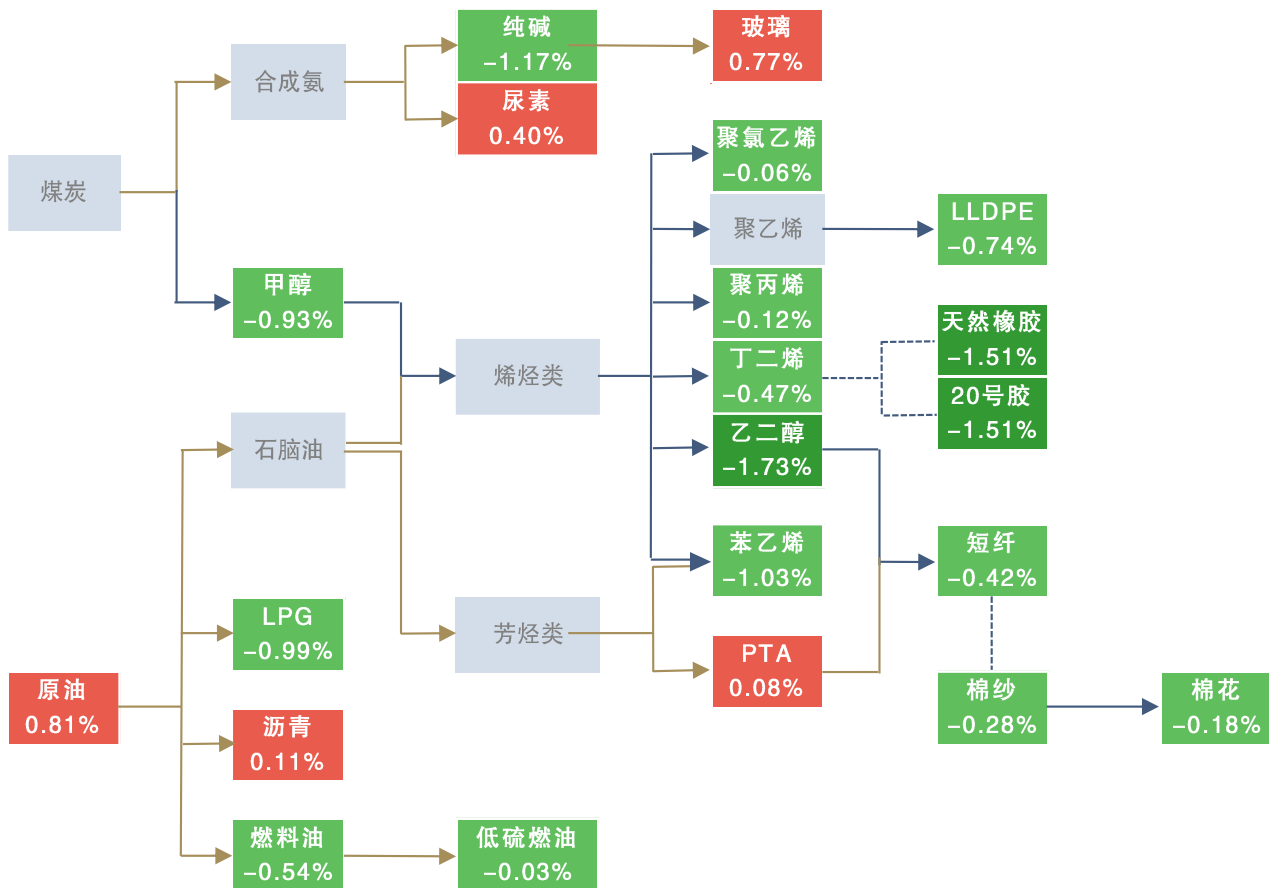 纯碱
-1.17%
玻璃
0.77%
合成氨
尿素
0.40%
聚氯乙烯
-0.06%
煤炭
聚乙烯
LLDPE
-0.74%
甲醇
-0.93%
聚丙烯
-0.12%
天然橡胶
-1.51%
烯烃类
丁二烯
-0.47%
20号胶
-1.51%
石脑油
乙二醇
-1.73%
苯乙烯
-1.03%
短纤
-0.42%
LPG
-0.99%
芳烃类
PTA
0.08%
原油
0.81%
棉纱
-0.28%
棉花
-0.18%
沥青
0.11%
燃料油
-0.54%
低硫燃油
-0.03%